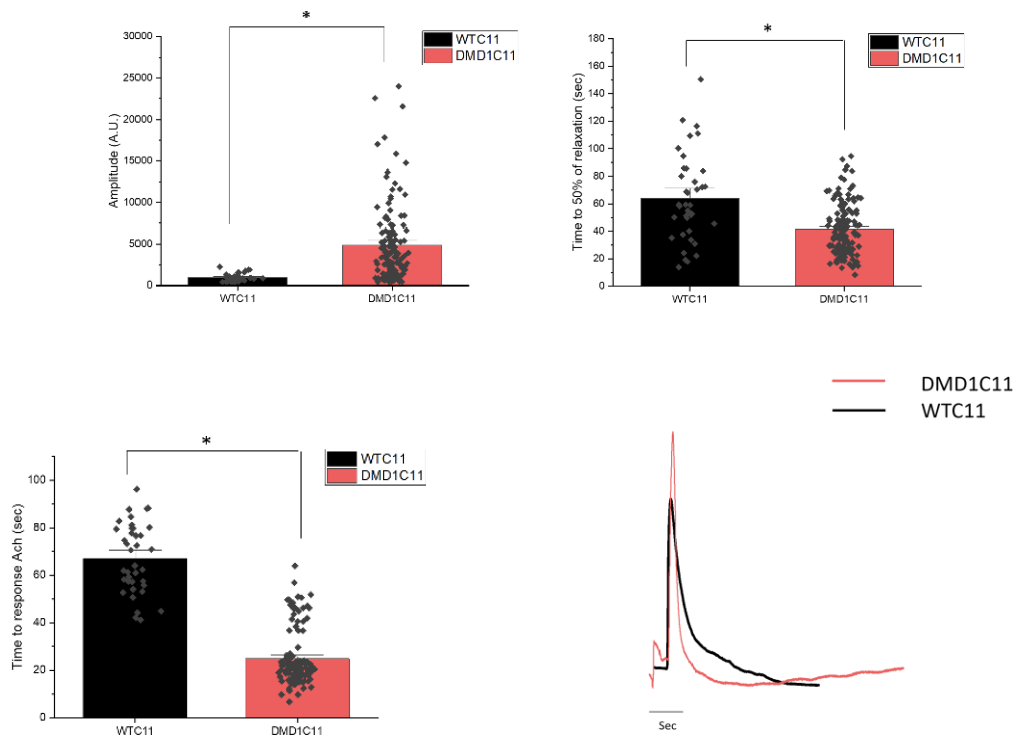 *
30000
25000
20000
15000
10000
5000
0
Amplitude (A.U.)
WTC11
DMD1C11
WTC11
DMD1C11
*
180
160
140
120
100
80
60
40
20
0
Time to 50% of relaxation (sec)
WTC11
DMD1C11
WTC11
DMD1C11
*
100
80
60
40
20
0
Time to response Ach (sec)
WTC11
DMD1C11
WTC11
DMD1C11
DMD1C11
WTC11
Sec